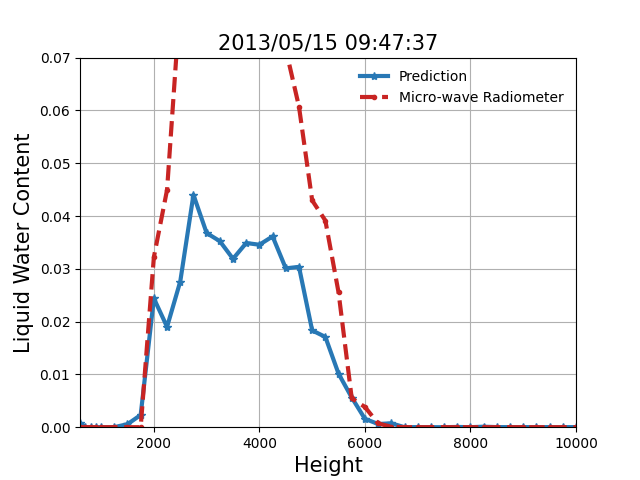 2013/05/15 09:47:37
Prediction
Micro-wave Radiometer
Liquid Water Content
0.07
0.06
0.05
0.04
0.03
0.02
0.01
0.00
2000 4000 6000 8000 10000
Height